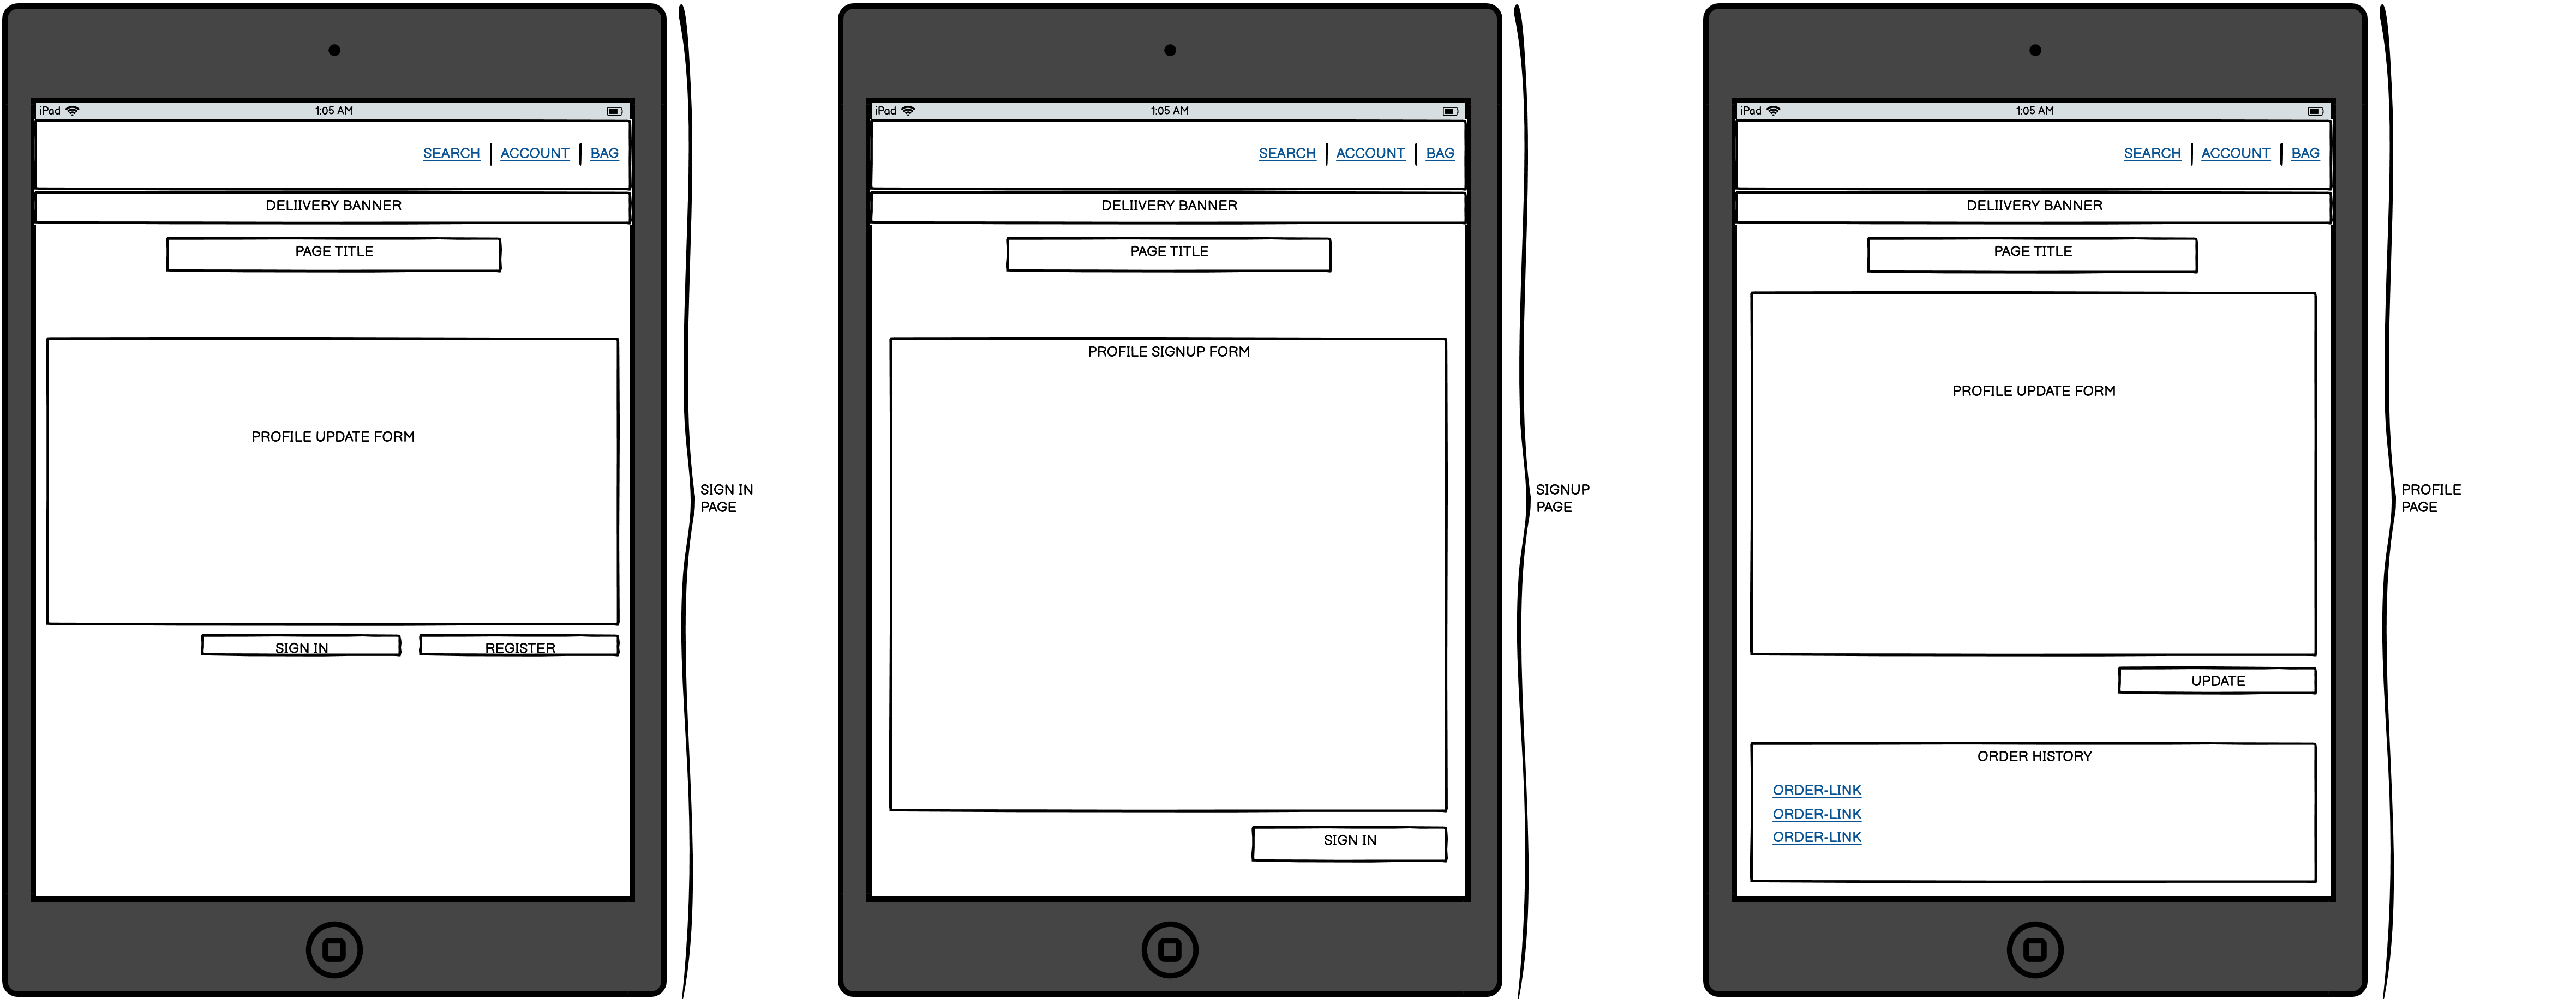 iPad 1:05 AM
SEARCH ACCOUNT BAG
DELIIVERY BANNER
PAGE TITLE
PROFILE UPDATE FORM
SIGN IN REGISTER
SIGN IN
PAGE
iPad 1:05 AM
SEARCH ACCOUNT BAG
DELIIVERY BANNER
PAGE TITLE
PROFILE SIGNUP FORM
SIGN IN
SIGNUP
PAGE
iPad 1:05 AM
SEARCH ACCOUNT BAG
DELIIVERY BANNER
PAGE TITLE
PROFILE UPDATE FORM
UPDATE
ORDER HISTORY
ORDER-LINK
ORDER-LINK
ORDER-LINK
PROFILE
PAGE